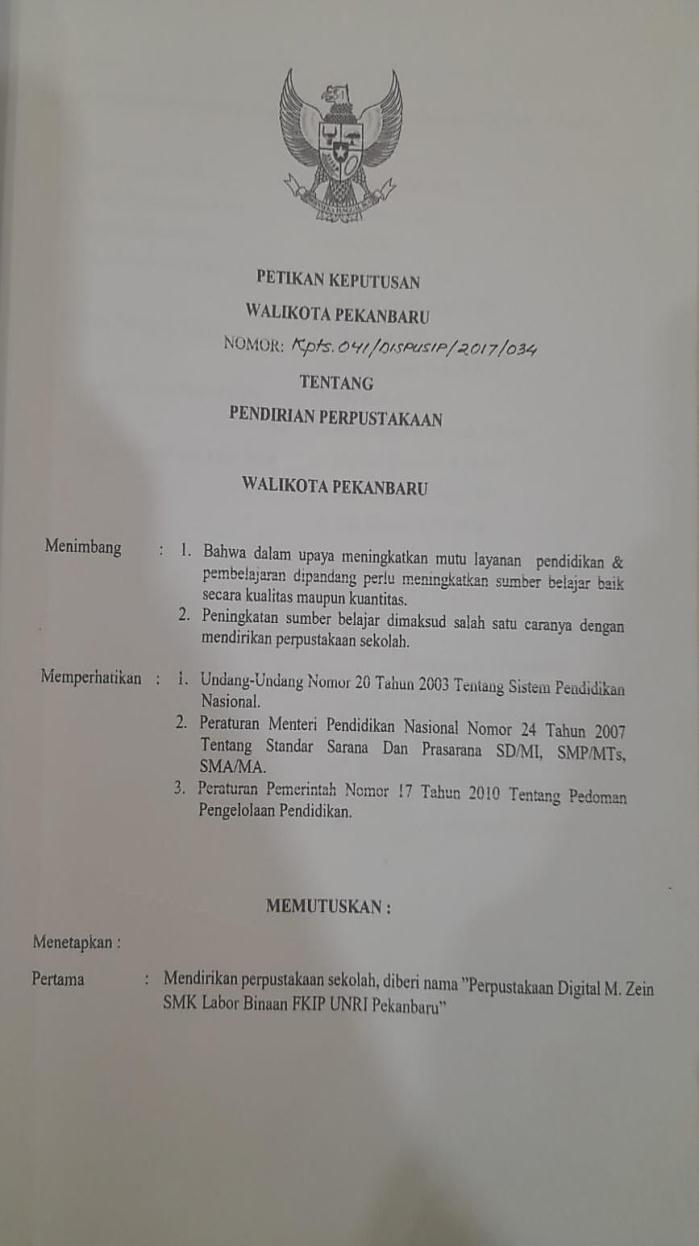 PETIKAN KEPUTUSAN
WALIKOTA PEKANBARU
NOMOR: Kpts. 041/DISPUSIP/2017/034
TENTANG
PENDIRIAN PERPUSTAKAAN
WALIKOTA PEKANBARU
Menimbang : 1. Bahwa dalam upaya meningkatkan mutu layanan pendidikan &
pembelajaran dipandang perlu meningkatkan sumber belajar baik
secara kualitas maupun kuantitas.
2. Peningkatan sumber belajar dimaksud salah satu caranya dengan
mendirikan perpustakaan sekolah.
Memperhatikan : 1. Undang-Undang Nomor 20 Tahun 2003 Tentang Sistem Pendidikan
Nasional.
2. Peraturan Menteri Pendidikan Nasional Nomor 24 Tahun 2007
Tentang Standar Sarana Dan Prasarana SD/MI, SMP/MTs,
SMA/MA.
3. Peraturan Pemerintah Nomor 17 Tahun 2010 Tentang Pedoman
Pengelolaan Pendidikan.
MEMUTUSKAN :
Menetapkan :
Pertama : Mendirikan perpustakaan sekolah, diberi nama "Perpustakaan Digital M. Zein
SMK Labor Binaan FKIP UNRI Pekanbaru"